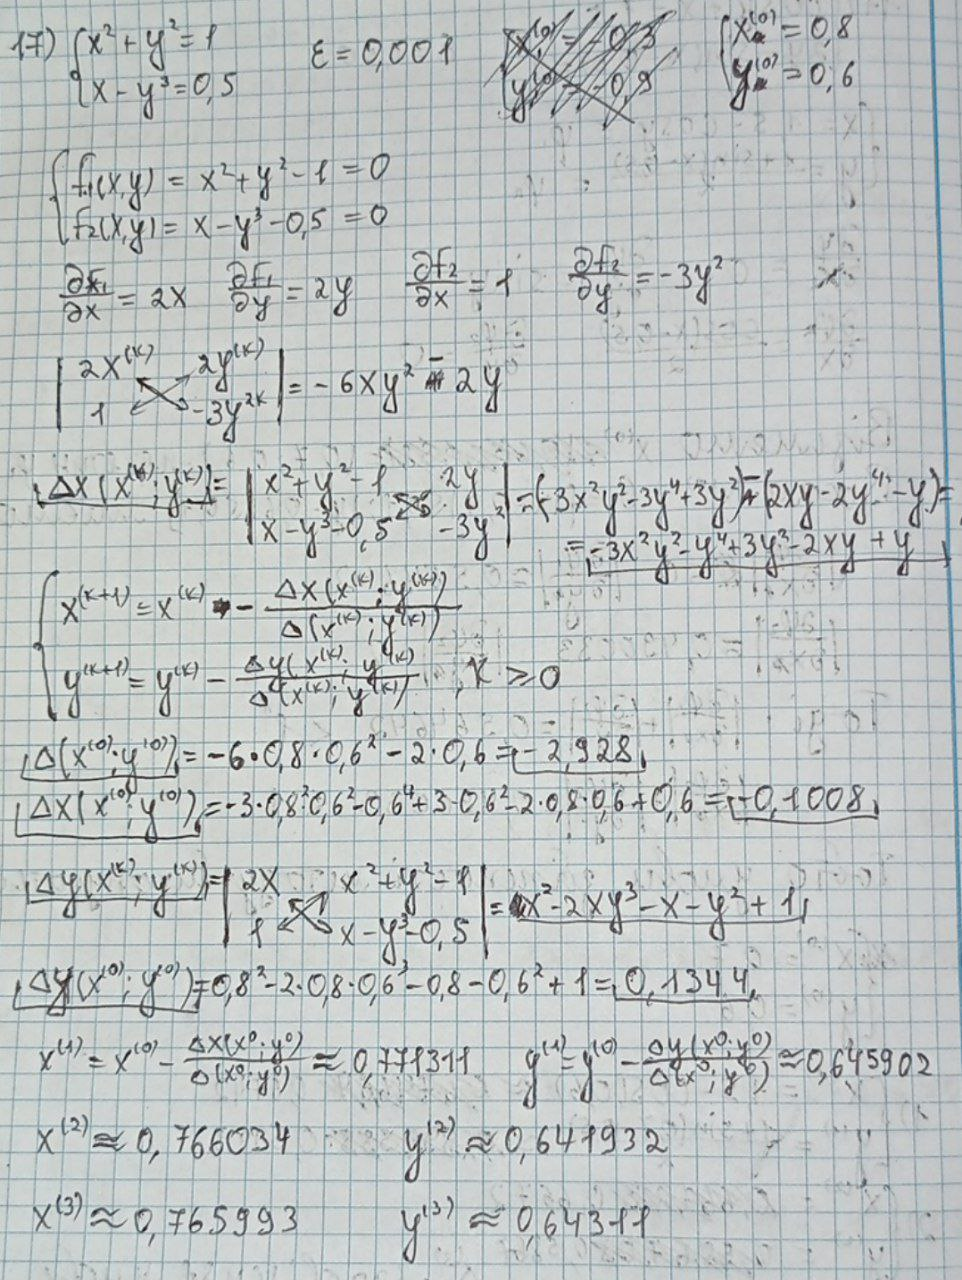 17) { x² + y² = 1   x - y³ = 0,5   ε = 0,001   { x⁽⁰⁾ = 0,8   y⁽⁰⁾ = 0,6
{ f₁(x,y) = x² + y² - 1 = 0
f₂(x,y) = x - y³ - 0,5 = 0
∂f₁/∂x = 2x   ∂f₁/∂y = 2y   ∂f₂/∂x = 1   ∂f₂/∂y = -3y²
| 2x⁽ᵏ⁾   2y⁽ᵏ⁾ |
| 1   -3y²ᵏ | = -6xy² - 2y
Δx(x⁽ᵏ⁾; y⁽ᵏ⁾) = | x² + y² - 1   2y |
| x - y³ - 0,5   -3y² | = (-3x²y² - 3y⁴ + 3y²) - (2xy - 2y⁴ - y) =
= -3x²y² - y⁴ + 3y² - 2xy + y
{ x⁽ᵏ⁺¹⁾ = x⁽ᵏ⁾ - Δx(x⁽ᵏ⁾; y⁽ᵏ⁾) / Δ(x⁽ᵏ⁾; y⁽ᵏ⁾)
y⁽ᵏ⁺¹⁾ = y⁽ᵏ⁾ - Δy(x⁽ᵏ⁾; y⁽ᵏ⁾) / Δ(x⁽ᵏ⁾; y⁽ᵏ⁾) , k ≥ 0
Δ(x⁽⁰⁾; y⁽⁰⁾) = -6·0,8·0,6² - 2·0,6 = -2,928
Δx(x⁽⁰⁾; y⁽⁰⁾) = -3·0,8²·0,6² - 0,6⁴ + 3·0,6² - 2·0,8·0,6 + 0,6 = -0,1008
Δy(x⁽ᵏ⁾; y⁽ᵏ⁾) = | 2x   x² + y² - 1 |
| 1   x - y³ - 0,5 | = x² - 2xy³ - x - y² + 1
Δy(x⁽⁰⁾; y⁽⁰⁾) = 0,8² - 2·0,8·0,6³ - 0,8 - 0,6² + 1 = 0,1344
x⁽¹⁾ = x⁽⁰⁾ - Δx(x⁰; y⁰) / Δ(x⁰; y⁰) ≈ 0,771311   y⁽¹⁾ = y⁽⁰⁾ - Δy(x⁰; y⁰) / Δ(x⁰; y⁰) ≈ 0,645902
x⁽²⁾ ≈ 0,766034   y⁽²⁾ ≈ 0,641932
x⁽³⁾ ≈ 0,765993   y⁽³⁾ ≈ 0,64311